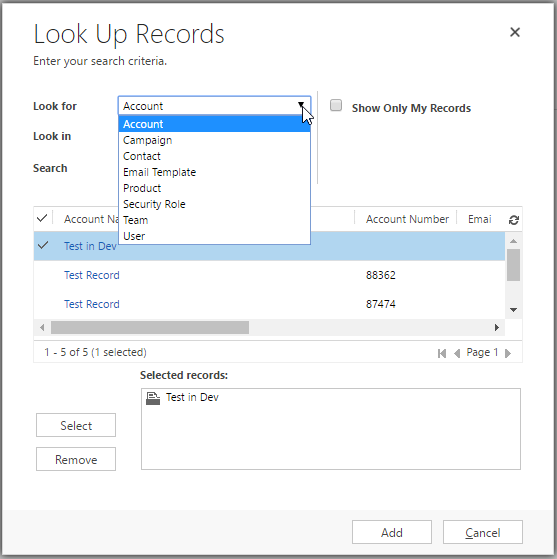 Look Up Records
Enter your search criteria.
Look for
Account
Show Only My Records
Account
Look in
Campaign
Contact
Email Template
Search
Product
Security Role
Team
User
Account Na
Account Number
Emai
Test in Dev
Test Record
88362
Test Record
87474
1 - 5 of 5 (1 selected)
Page 1
Selected records:
Test in Dev
Select
Remove
Add
Cancel